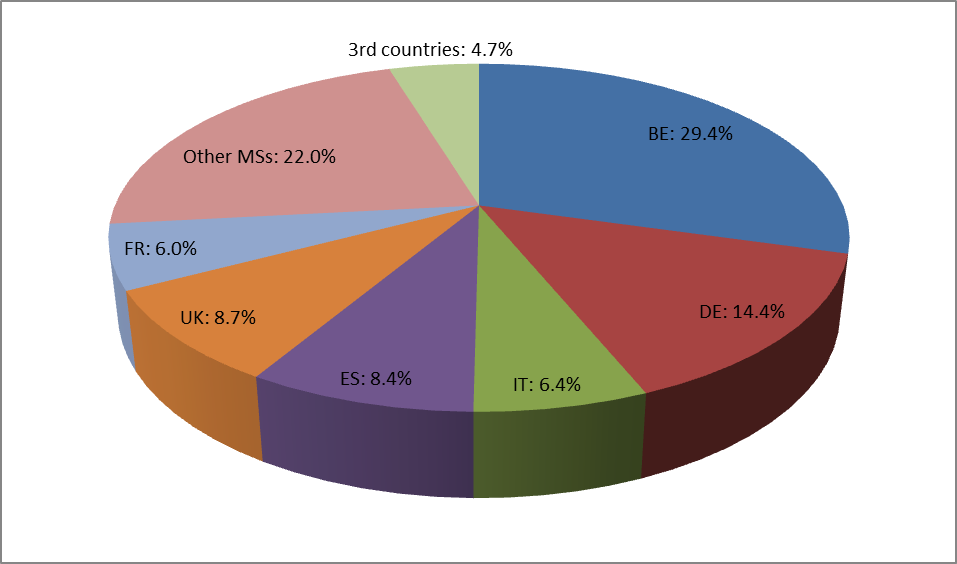 3rd countries: 4.7%
BE: 29.4%
Other MSs: 22.0%
FR: 6.0%
DE: 14.4%
UK: 8.7%
ES: 8.4%
IT: 6.4%